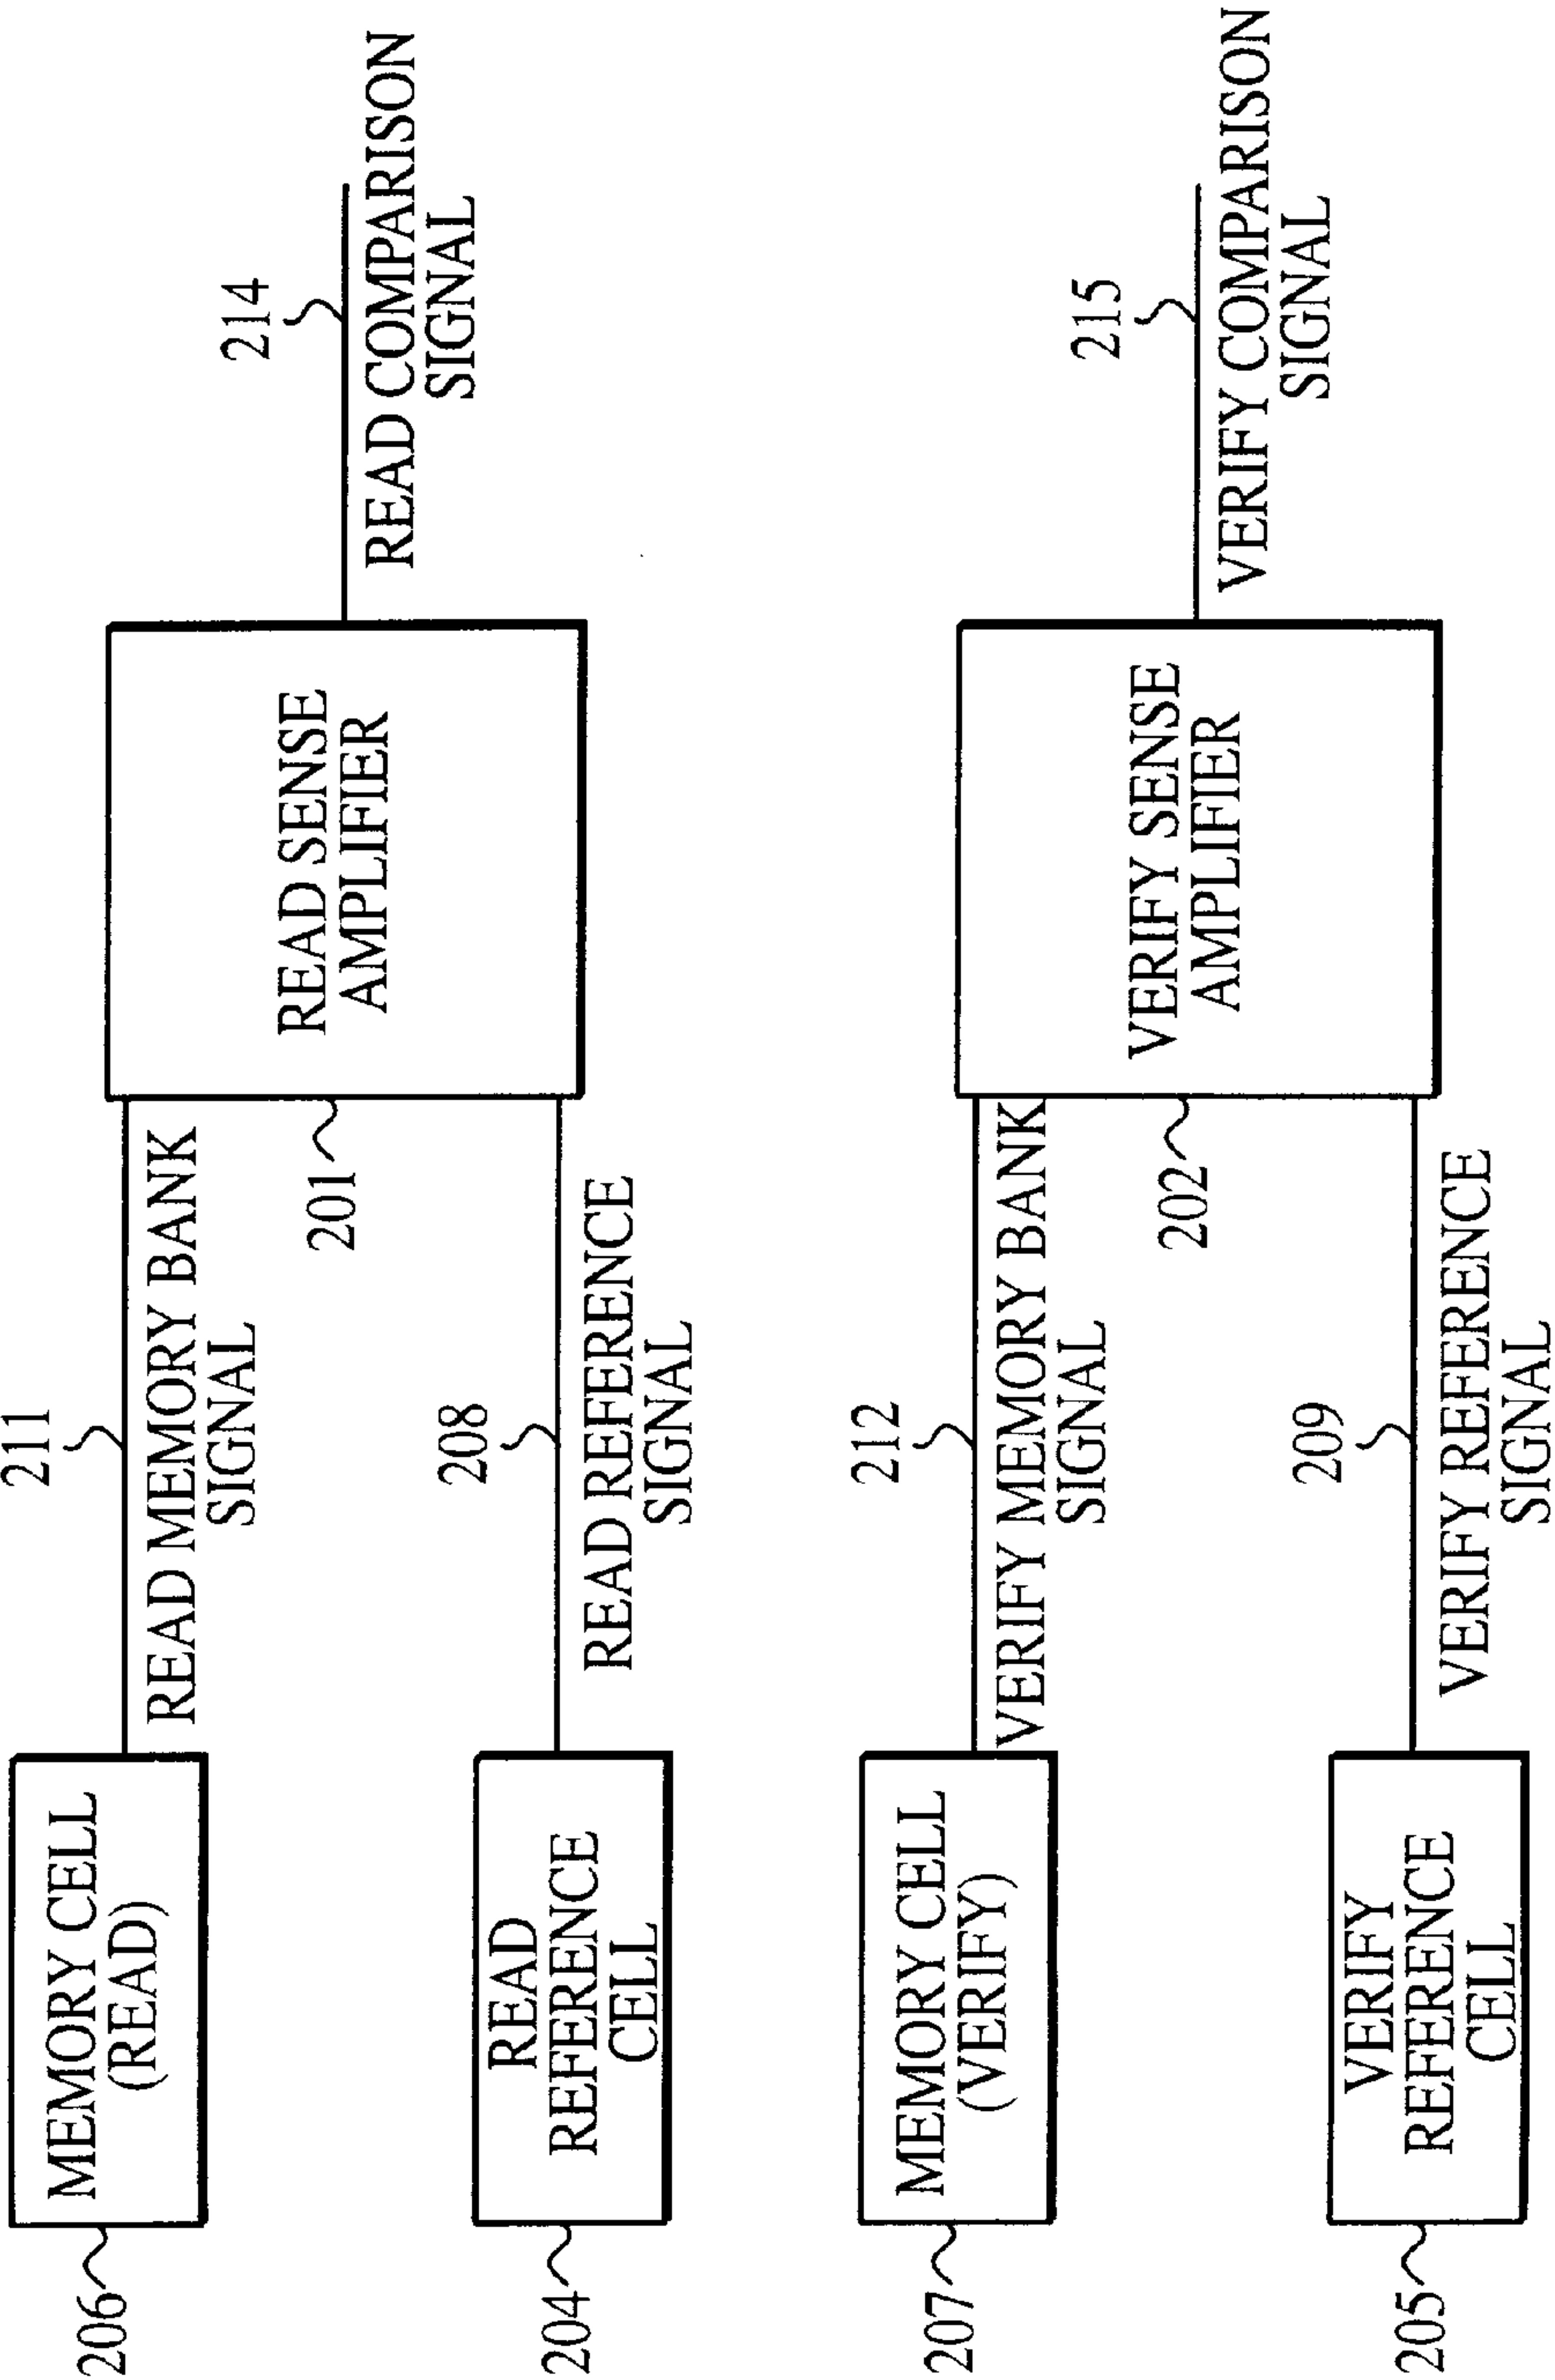 206
MEMORY CELL
(READ)
211
READ MEMORY BANK
SIGNAL
204
READ
REFERENCE
CELL
208
READ REFERENCE
SIGNAL
201
READ SENSE
AMPLIFIER
214
READ COMPARISON
SIGNAL
207
MEMORY CELL
(VERIFY)
212
VERIFY MEMORY BANK
SIGNAL
205
VERIFY
REFERENCE
CELL
209
VERIFY REFERENCE
SIGNAL
202
VERIFY SENSE
AMPLIFIER
215
VERIFY COMPARISON
SIGNAL